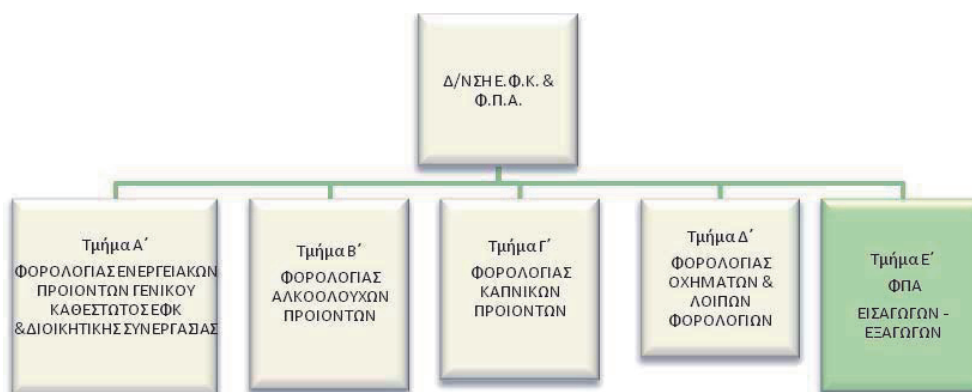 Δ/ΝΣΗ Ε.Φ.Κ. &
Φ.Π.Α.
Τμήμα Α΄
ΦΟΡΟΛΟΓΙΑΣ ΕΝΕΡΓΕΙΑΚΩΝ
ΠΡΟΙΟΝΤΩΝ ΓΕΝΙΚΟΥ
ΚΑΘΕΣΤΩΤΟΣ ΕΦΚ
& ΔΙΟΙΚΗΤΙΚΗΣ ΣΥΝΕΡΓΑΣΙΑΣ
Τμήμα Β΄
ΦΟΡΟΛΟΓΙΑΣ
ΑΛΚΟΟΛΟΥΧΩΝ
ΠΡΟΙΟΝΤΩΝ
Τμήμα Γ΄
ΦΟΡΟΛΟΓΙΑΣ
ΚΑΠΝΙΚΩΝ
ΠΡΟΙΟΝΤΩΝ
Τμήμα Δ΄
ΦΟΡΟΛΟΓΙΑΣ
ΟΧΗΜΑΤΩΝ &
ΛΟΙΠΩΝ
ΦΟΡΟΛΟΓΙΩΝ
Τμήμα Ε΄
ΦΠΑ
ΕΙΣΑΓΩΓΩΝ -
ΕΞΑΓΩΓΩΝ